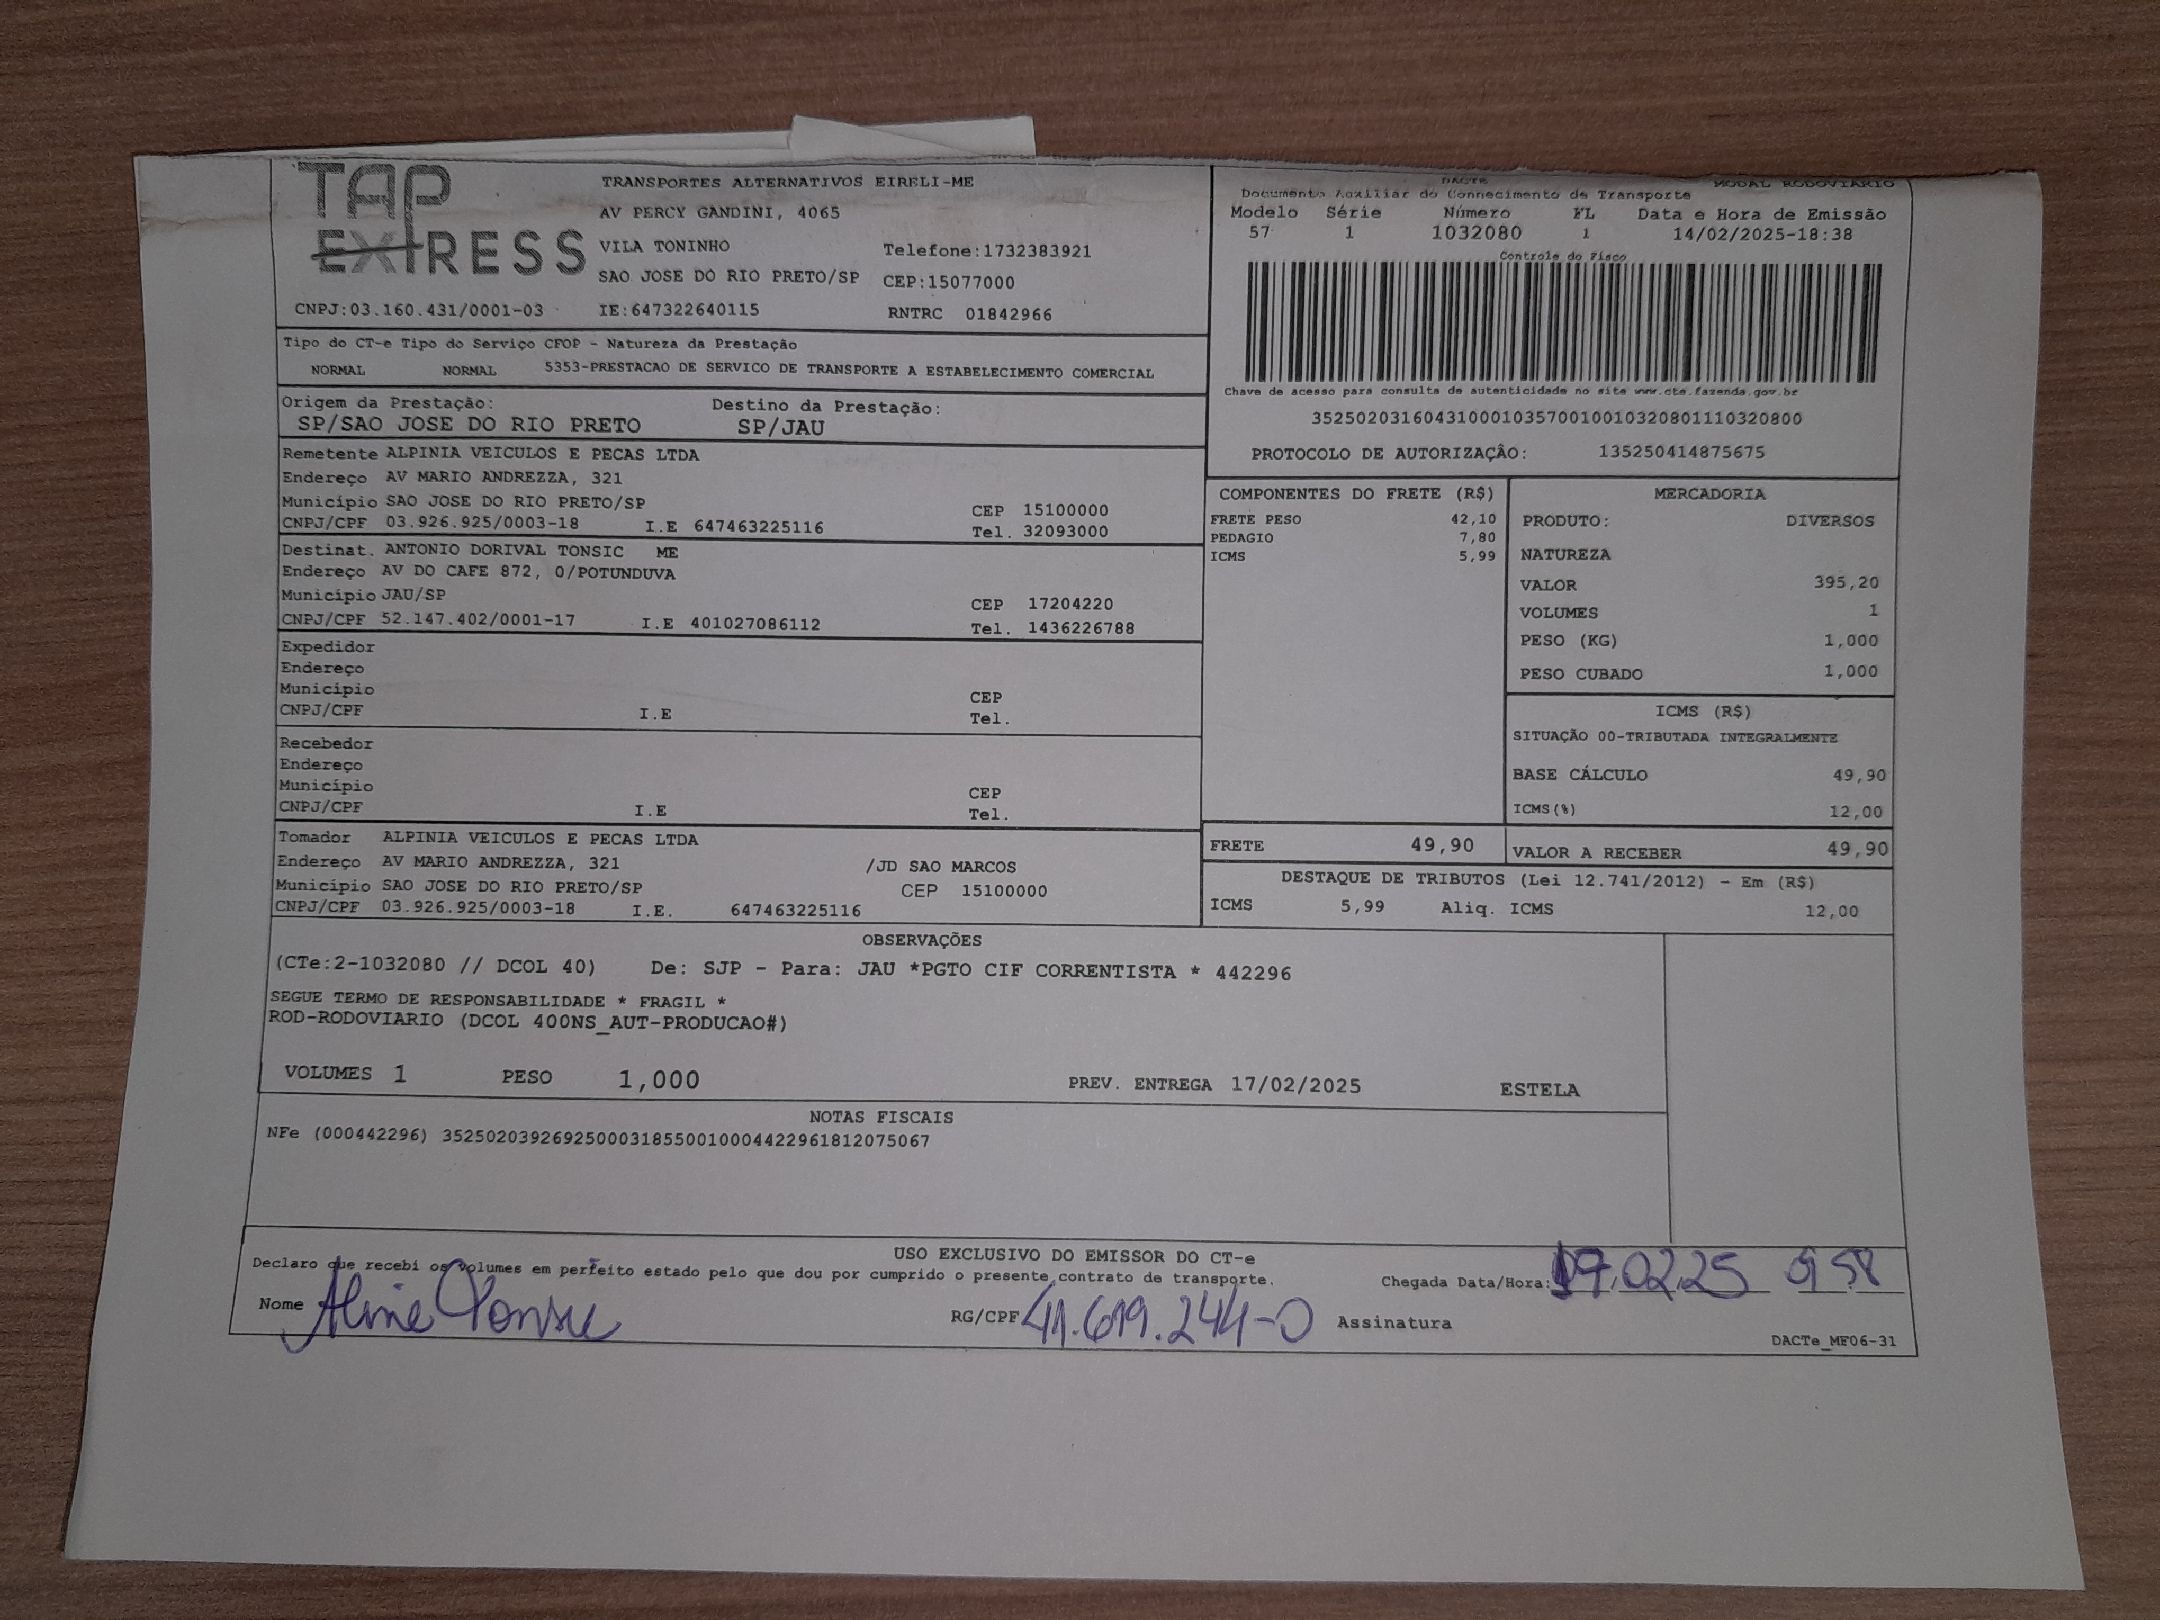 TAP EXPRESS
TRANSPORTES ALTERNATIVOS EIRELI-ME
AV PERCY GANDINI, 4065
VILA TONINHO Telefone:1732383921
SAO JOSE DO RIO PRETO/SP CEP:15077000
CNPJ:03.160.431/0001-03 IE:647322640115 RNTRC 01842966
DACTE MODAL RODOVIARIO
Documento Auxiliar do Conhecimento de Transporte
Modelo Série Número FL Data e Hora de Emissão
57 1 1032080 1 14/02/2025-18:38
Controle do Fisco
Chave de acesso para consulta de autenticidade no site www.cte.fazenda.gov.br
35250203160431000103570010010320801110320800
PROTOCOLO DE AUTORIZAÇÂO: 135250414875675
Tipo do CT-e Tipo do Serviço CFOP - Natureza da Prestação
NORMAL NORMAL 5353-PRESTACAO DE SERVICO DE TRANSPORTE A ESTABELECIMENTO COMERCIAL
Origem da Prestação: Destino da Prestação:
SP/SAO JOSE DO RIO PRETO SP/JAU
Remetente ALPINIA VEICULOS E PECAS LTDA
Endereço AV MARIO ANDREZZA, 321
Município SAO JOSE DO RIO PRETO/SP CEP 15100000
CNPJ/CPF 03.926.925/0003-18 I.E 647463225116 Tel. 32093000
Destinat. ANTONIO DORIVAL TONSIC ME
Endereço AV DO CAFE 872, 0/POTUNDUVA
Município JAU/SP CEP 17204220
CNPJ/CPF 52.147.402/0001-17 I.E 401027086112 Tel. 1436226788
Expedidor
Endereço
Município CEP
CNPJ/CPF I.E Tel.
Recebedor
Endereço
Município CEP
CNPJ/CPF I.E Tel.
Tomador ALPINIA VEICULOS E PECAS LTDA
Endereço AV MARIO ANDREZZA, 321 /JD SAO MARCOS
Município SAO JOSE DO RIO PRETO/SP CEP 15100000
CNPJ/CPF 03.926.925/0003-18 I.E. 647463225116
COMPONENTES DO FRETE (R$)
FRETE PESO 42,10
PEDAGIO 7,80
ICMS 5,99
MERCADORIA
PRODUTO: DIVERSOS
NATUREZA
VALOR 395,20
VOLUMES 1
PESO (KG) 1,000
PESO CUBADO 1,000
ICMS (R$)
SITUAÇÃO 00-TRIBUTADA INTEGRALMENTE
BASE CÁLCULO 49,90
ICMS(%) 12,00
FRETE 49,90 VALOR A RECEBER 49,90
DESTAQUE DE TRIBUTOS (Lei 12.741/2012) - Em (R$)
ICMS 5,99 Aliq. ICMS 12,00
OBSERVAÇÕES
(CTe:2-1032080 // DCOL 40) De: SJP - Para: JAU *PGTO CIF CORRENTISTA * 442296
SEGUE TERMO DE RESPONSABILIDADE * FRAGIL *
ROD-RODOVIARIO (DCOL 400NS_AUT-PRODUCAO#)
VOLUMES 1 PESO 1,000 PREV. ENTREGA 17/02/2025 ESTELA
NOTAS FISCAIS
NFe (000442296) 35250203926925000318550010004422961812075067
USO EXCLUSIVO DO EMISSOR DO CT-e
Declaro que recebi os volumes em perfeito estado pelo que dou por cumprido o presente contrato de transporte.
Chegada Data/Hora: 17.02.25 9 58
Nome Aline Tonsic RG/CPF 41.619.244-0 Assinatura
DACTe_MF06-31